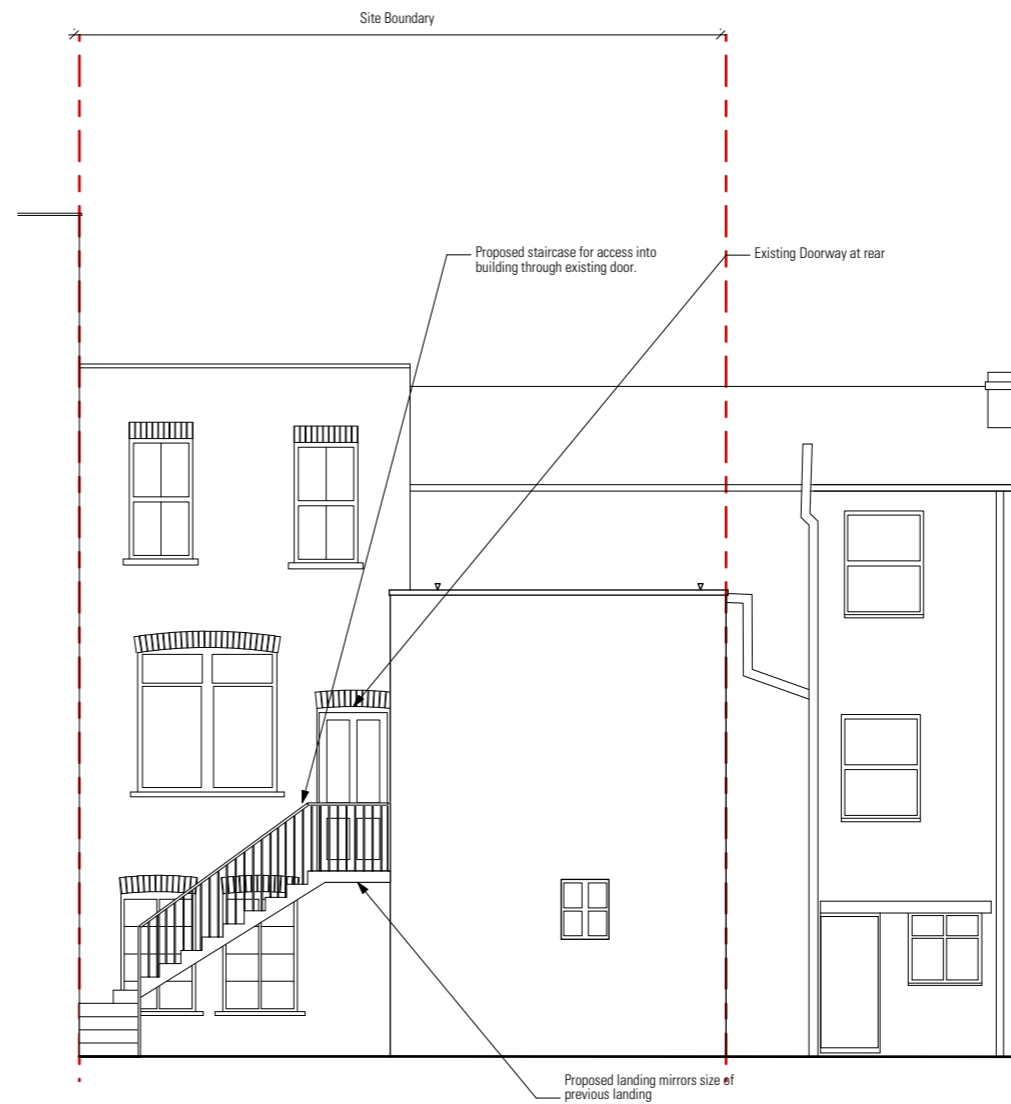 Site Boundary
Proposed staircase for access into
building through existing door.
Existing Doorway at rear
Proposed landing mirrors size of
previous landing